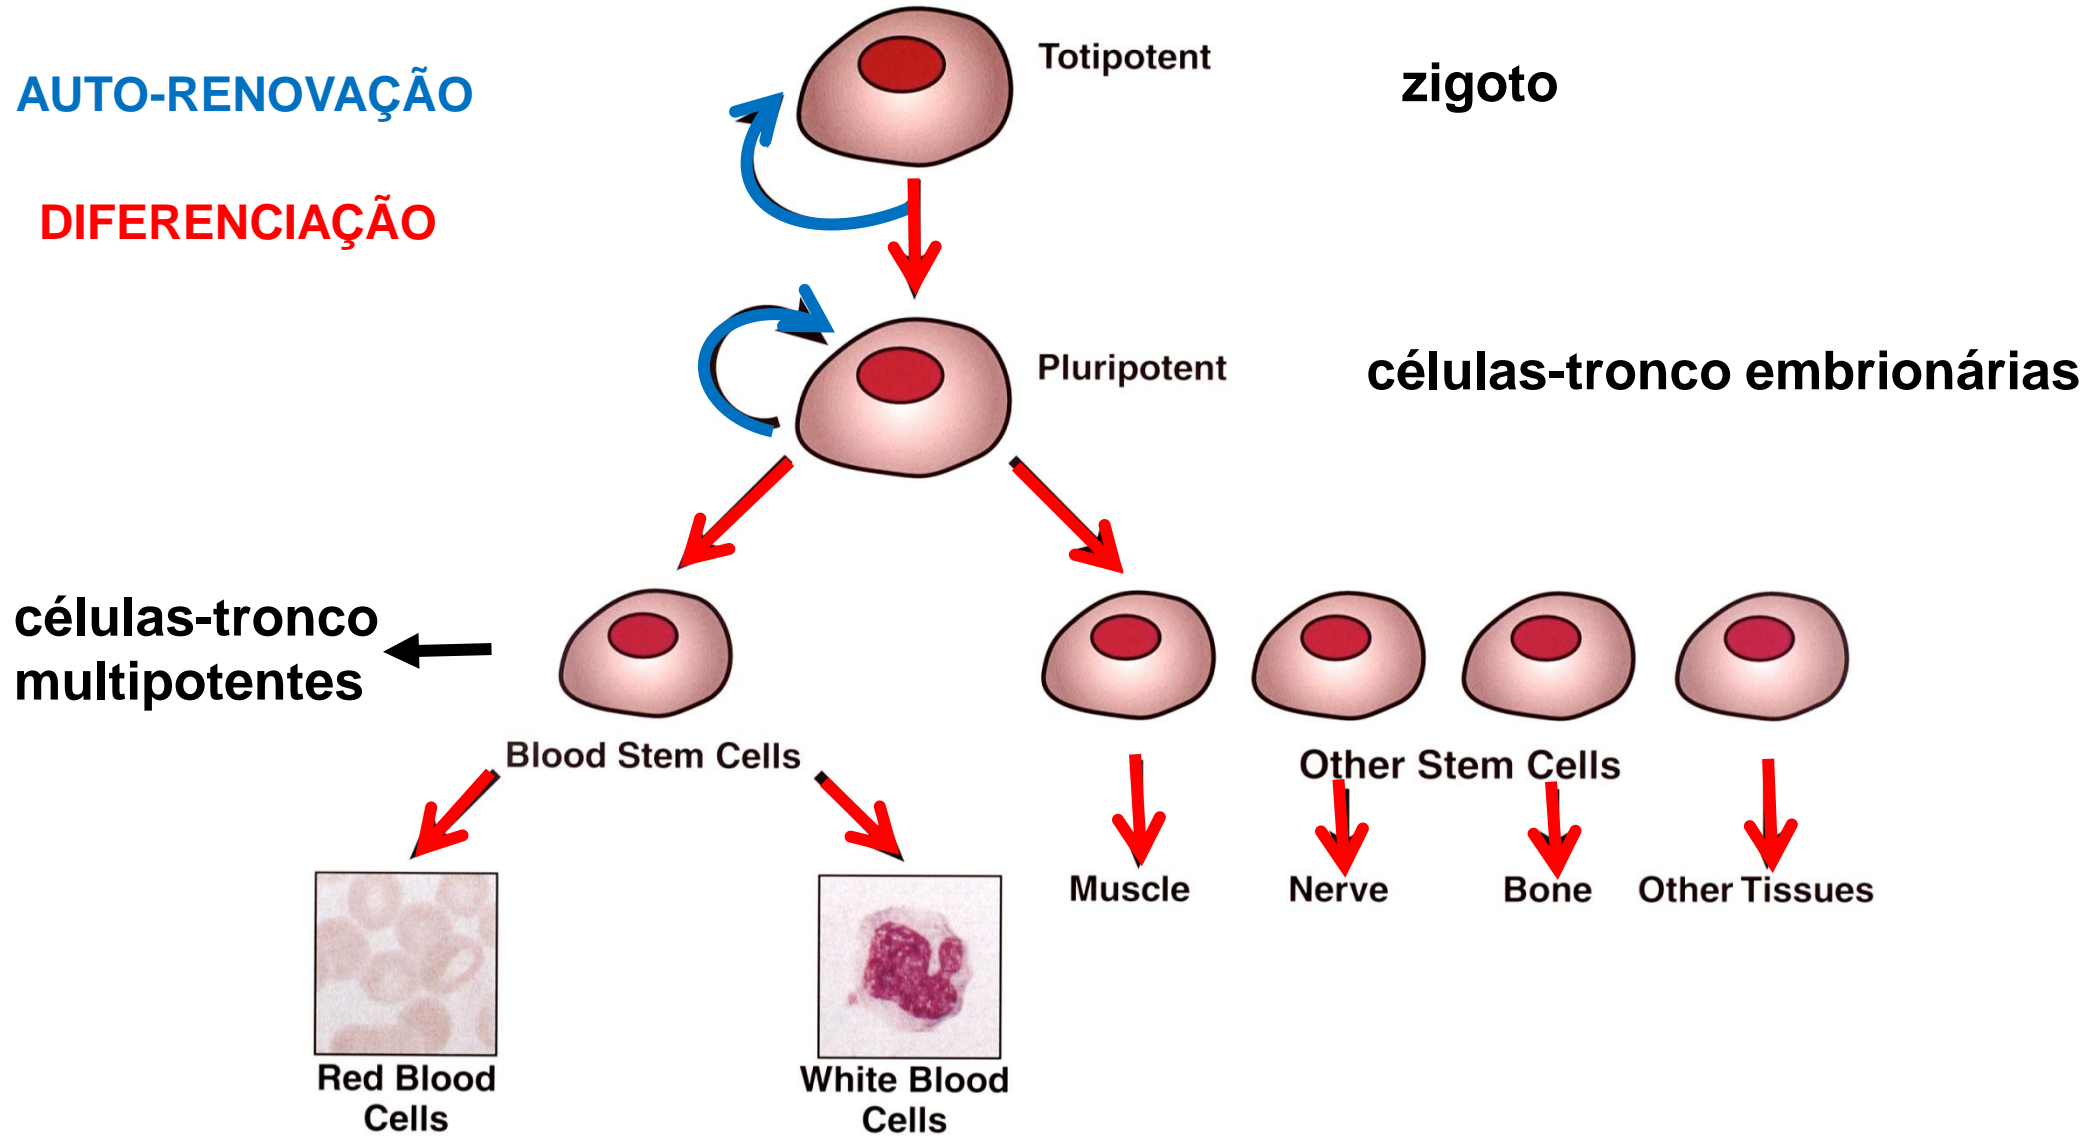 AUTO-RENOVAÇÃO
DIFERENCIAÇÃO
Totipotent
zigoto
Pluripotent
células-tronco embrionárias
células-tronco
multipotentes
Blood Stem Cells
Other Stem Cells
Muscle
Nerve
Bone
Other Tissues
Red Blood
Cells
White Blood
Cells